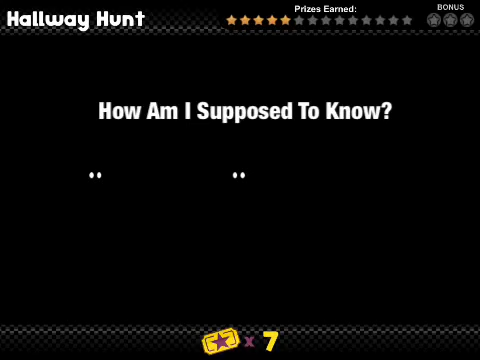 Hallway Hunt
Prizes Earned:
BONUS
How Am I Supposed To Know?
x 7